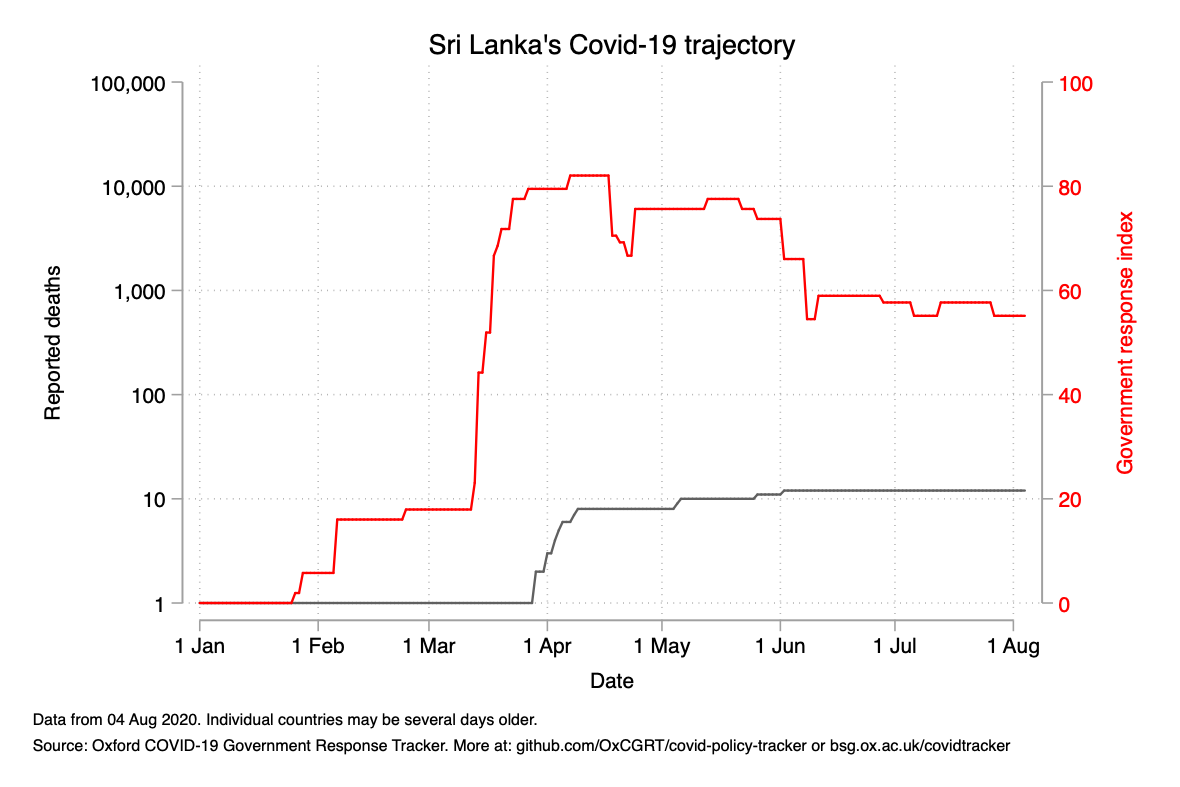 Sri Lanka's Covid-19 trajectory
100,000
10,000
1,000
100
10
1
Reported deaths
100
80
60
40
20
0
Government response index
1 Jan
1 Feb
1 Mar
1 Apr
1 May
1 Jun
1 Jul
1 Aug
Date
Data from 04 Aug 2020. Individual countries may be several days older.
Source: Oxford COVID-19 Government Response Tracker. More at: github.com/OxCGRT/covid-policy-tracker or bsg.ox.ac.uk/covidtracker